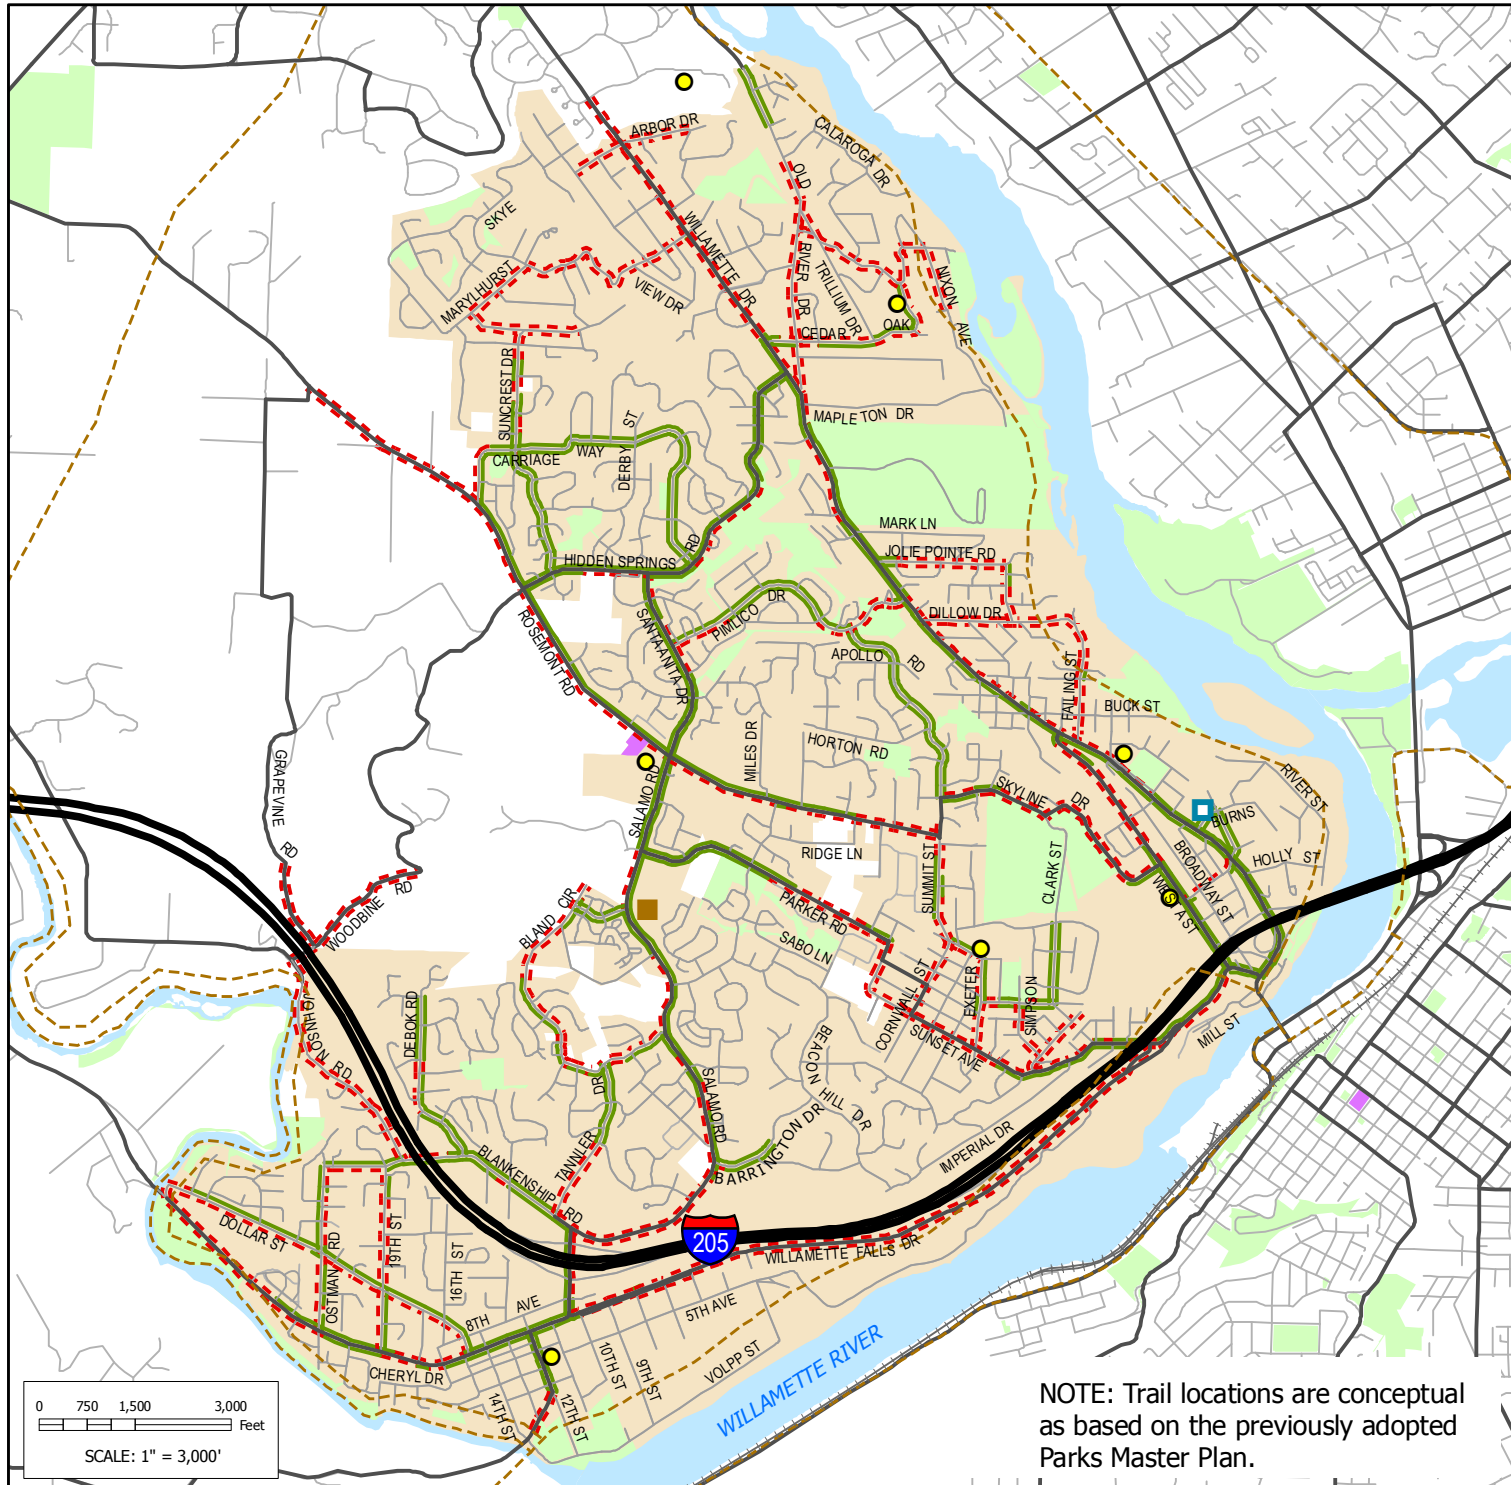 ARBOR DR
CALAROGA DR
OLD
SKYE
WILLAMETTE DR
RIVER DR
TRILLIUM DR
NIXON AVE
MARYLHURST
VIEW DR
OAK
CEDAR
SUNCREST DR
MAPLETON DR
DERBY ST
CARRIAGE WAY
MARK LN
JOLIE POINTE RD
HIDDEN SPRINGS RD
PIMLICO DR
DILLOW DR
ROSEMONT RD
SANTA ANITA DR
APOLLO RD
FAILING ST
BUCK ST
MILES DR
HORTON RD
GRAPEVINE RD
SALAMO RD
SKYLINE DR
RIVER ST
BURNS
RIDGE LN
BROADWAY ST
HOLLY ST
SUMMIT ST
CLARK ST
WEST A ST
WOODBINE RD
BLAND CIR
PARKER RD
SABO LN
CORNWALL ST
EXETER
SIMPSON
JOHNSON RD
DEBOK RD
BEACON HILL DR
SUNSET AVE
MILL ST
SALAMO RD
TANNLER DR
BARRINGTON DR
IMPERIAL DR
BLANKENSHIP RD
DOLLAR ST
OSTMAN RD
19TH ST
16TH ST
205
WILLAMETTE FALLS DR
8TH AVE
5TH AVE
10TH ST
9TH ST
VOLPP ST
CHERYL DR
14TH ST
12TH ST
WILLAMETTE RIVER
0 750 1,500 3,000
Feet
SCALE: 1" = 3,000'
NOTE: Trail locations are conceptual
as based on the previously adopted
Parks Master Plan.